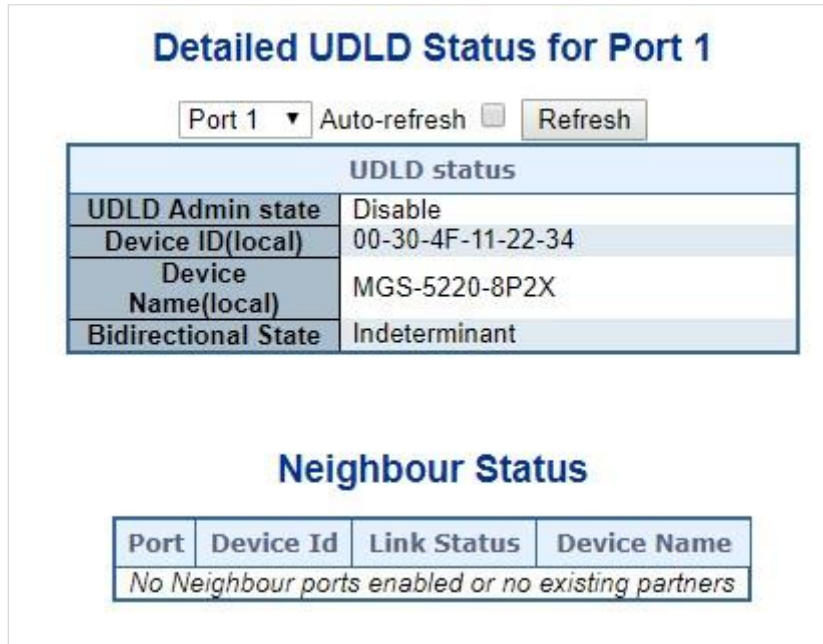 Detailed UDLD Status for Port 1
Port 1 Auto-refresh Refresh
UDLD status
UDLD Admin state Disable
Device ID(local) 00-30-4F-11-22-34
Device
Name(local) MGS-5220-8P2X
Bidirectional State Indeterminant
Neighbour Status
Port Device Id Link Status Device Name
No Neighbour ports enabled or no existing partners